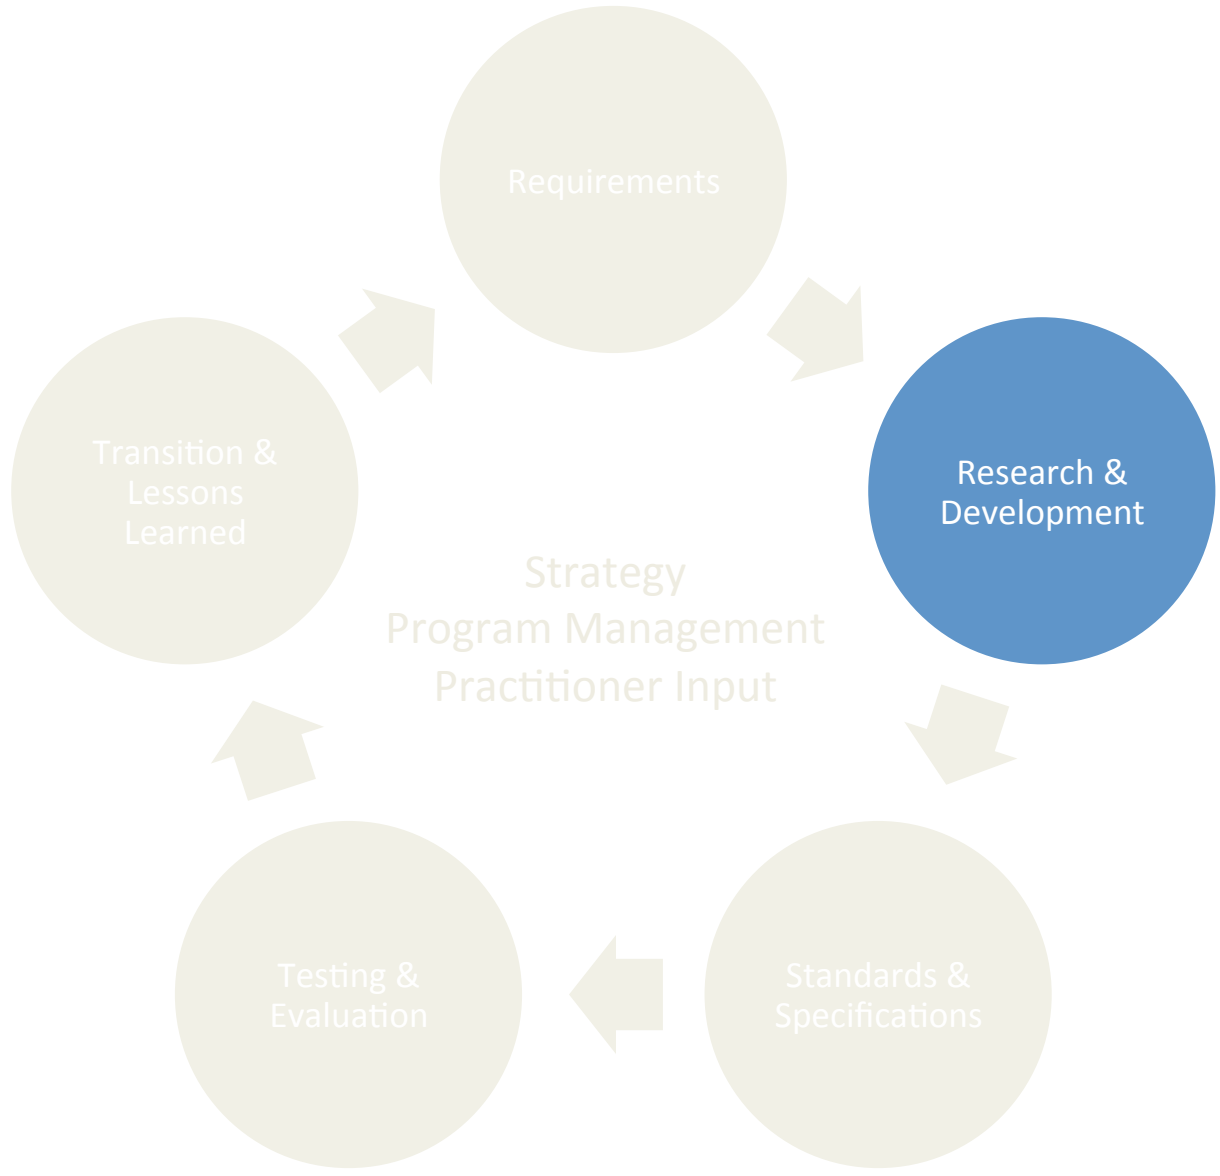 Requirements
Research &
Development
Standards &
Specifications
Testing &
Evaluation
Transition &
Lessons
Learned
Strategy
Program Management
Practitioner Input